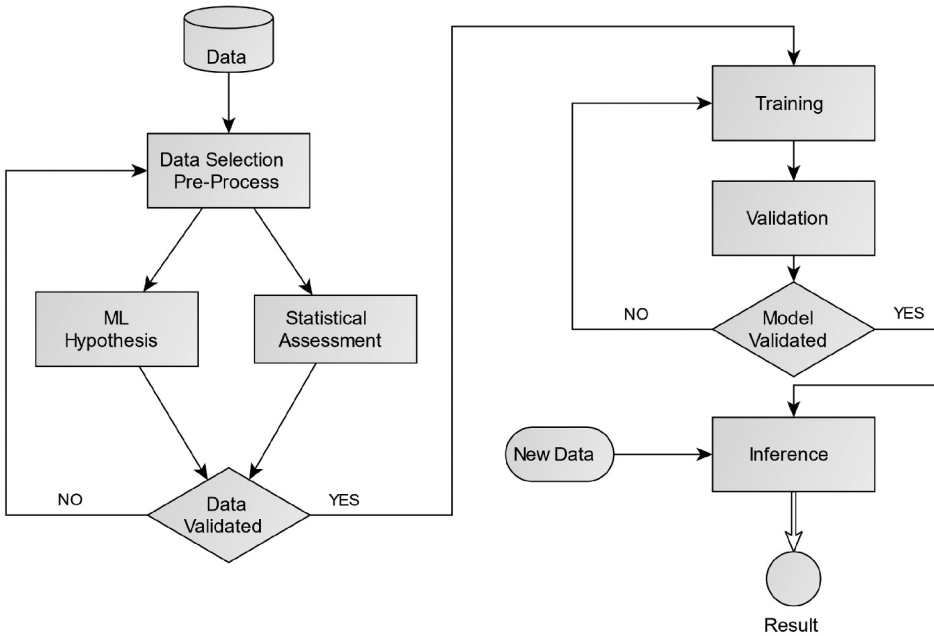 Data
Data Selection
Pre-Process
ML
Hypothesis
Statistical
Assessment
NO
Data
Validated
YES
Training
Validation
NO
Model
Validated
YES
New Data
Inference
Result